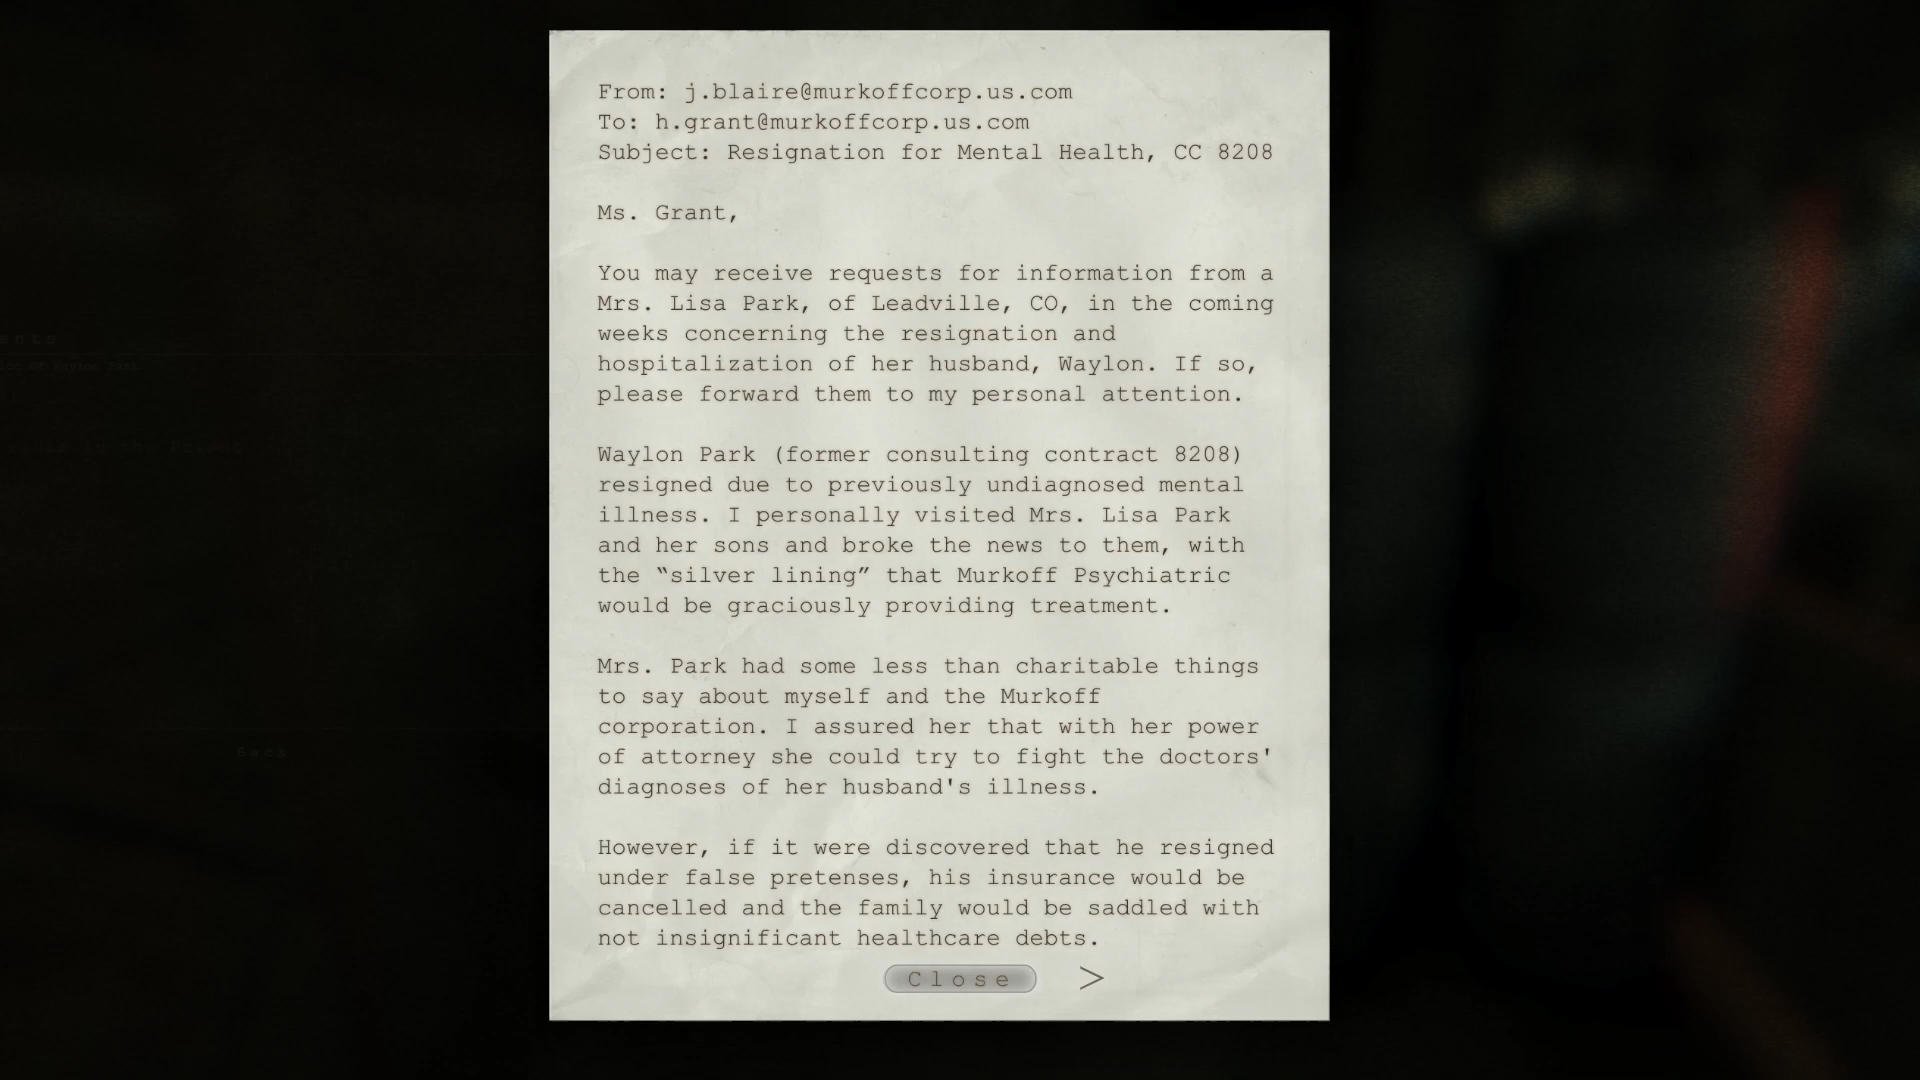 From: j.blaire@murkoffcorp.us.com
To: h.grant@murkoffcorp.us.com
Subject: Resignation for Mental Health, CC 8208
Ms. Grant,
You may receive requests for information from a
Mrs. Lisa Park, of Leadville, CO, in the coming
weeks concerning the resignation and
hospitalization of her husband, Waylon. If so,
please forward them to my personal attention.
Waylon Park (former consulting contract 8208)
resigned due to previously undiagnosed mental
illness. I personally visited Mrs. Lisa Park
and her sons and broke the news to them, with
the “silver lining” that Murkoff Psychiatric
would be graciously providing treatment.
Mrs. Park had some less than charitable things
to say about myself and the Murkoff
corporation. I assured her that with her power
of attorney she could try to fight the doctors'
diagnoses of her husband's illness.
However, if it were discovered that he resigned
under false pretenses, his insurance would be
cancelled and the family would be saddled with
not insignificant healthcare debts.
Close >
Back